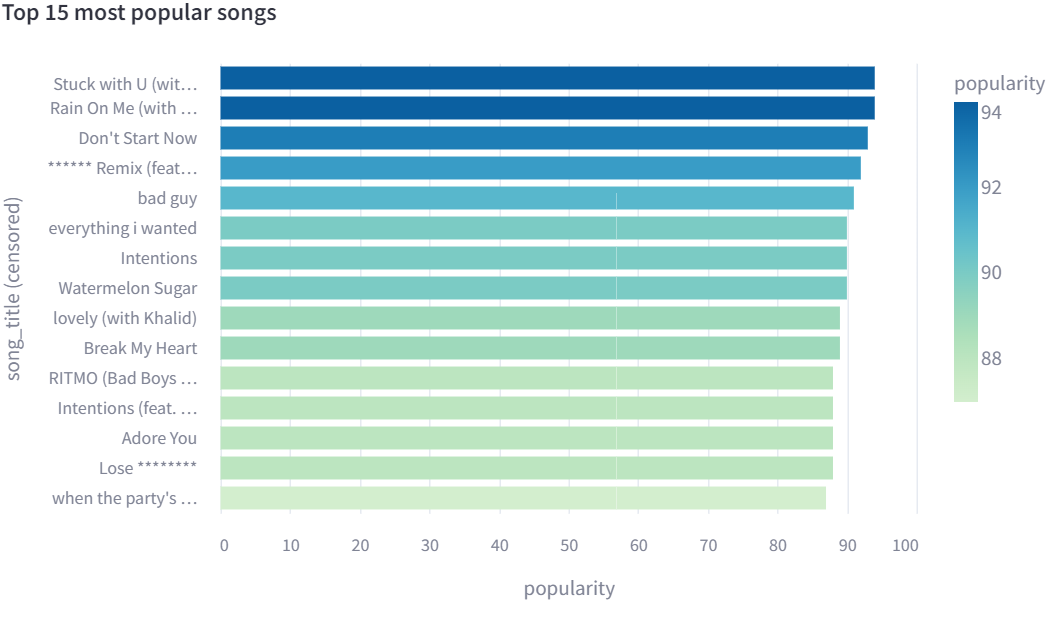 Top 15 most popular songs
Stuck with U (wit…
Rain On Me (with …
Don't Start Now
****** Remix (feat…
bad guy
everything i wanted
Intentions
Watermelon Sugar
lovely (with Khalid)
Break My Heart
RITMO (Bad Boys …
Intentions (feat. …
Adore You
Lose ********
when the party's …
song_title (censored)
0 10 20 30 40 50 60 70 80 90 100
popularity
popularity
94
92
90
88